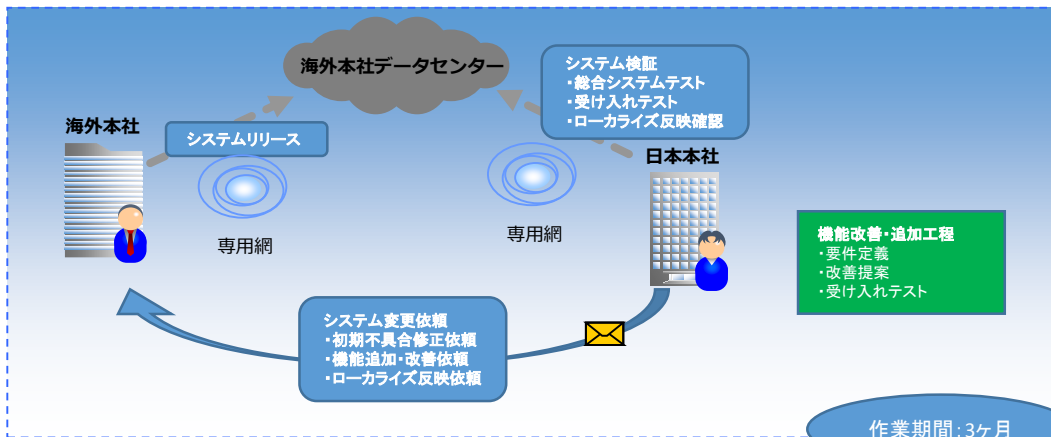 海外本社データセンター
システム検証
・総合システムテスト
・受け入れテスト
・ローカライズ反映確認
海外本社
システムリリース
日本本社
専用網
専用網
機能改善・追加工程
・要件定義
・改善提案
・受け入れテスト
システム変更依頼
・初期不具合修正依頼
・機能追加・改善依頼
・ローカライズ反映依頼
作業期間：3ヶ月